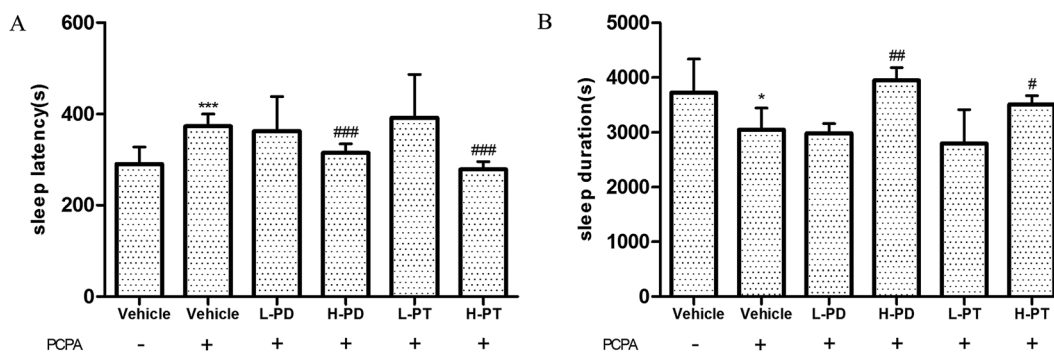 A
sleep latency(s)
600
400
200
0
***
###
###
Vehicle Vehicle L-PD H-PD L-PT H-PT
PCPA - + + + + +
B
sleep duration(s)
5000
4000
3000
2000
1000
0
*
##
#
Vehicle Vehicle L-PD H-PD L-PT H-PT
PCPA - + + + + +